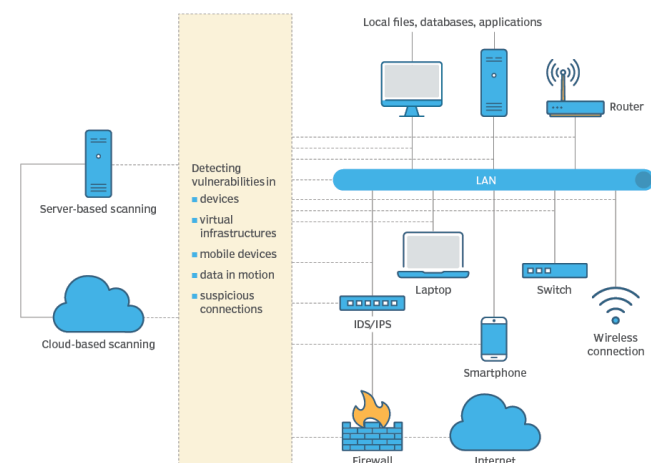 Local files, databases, applications
Router
Server-based scanning
Detecting
vulnerabilities in
devices
virtual
infrastructures
mobile devices
data in motion
suspicious
connections
LAN
Laptop
Switch
Cloud-based scanning
IDS/IPS
Wireless
connection
Smartphone
Firewall
Internet